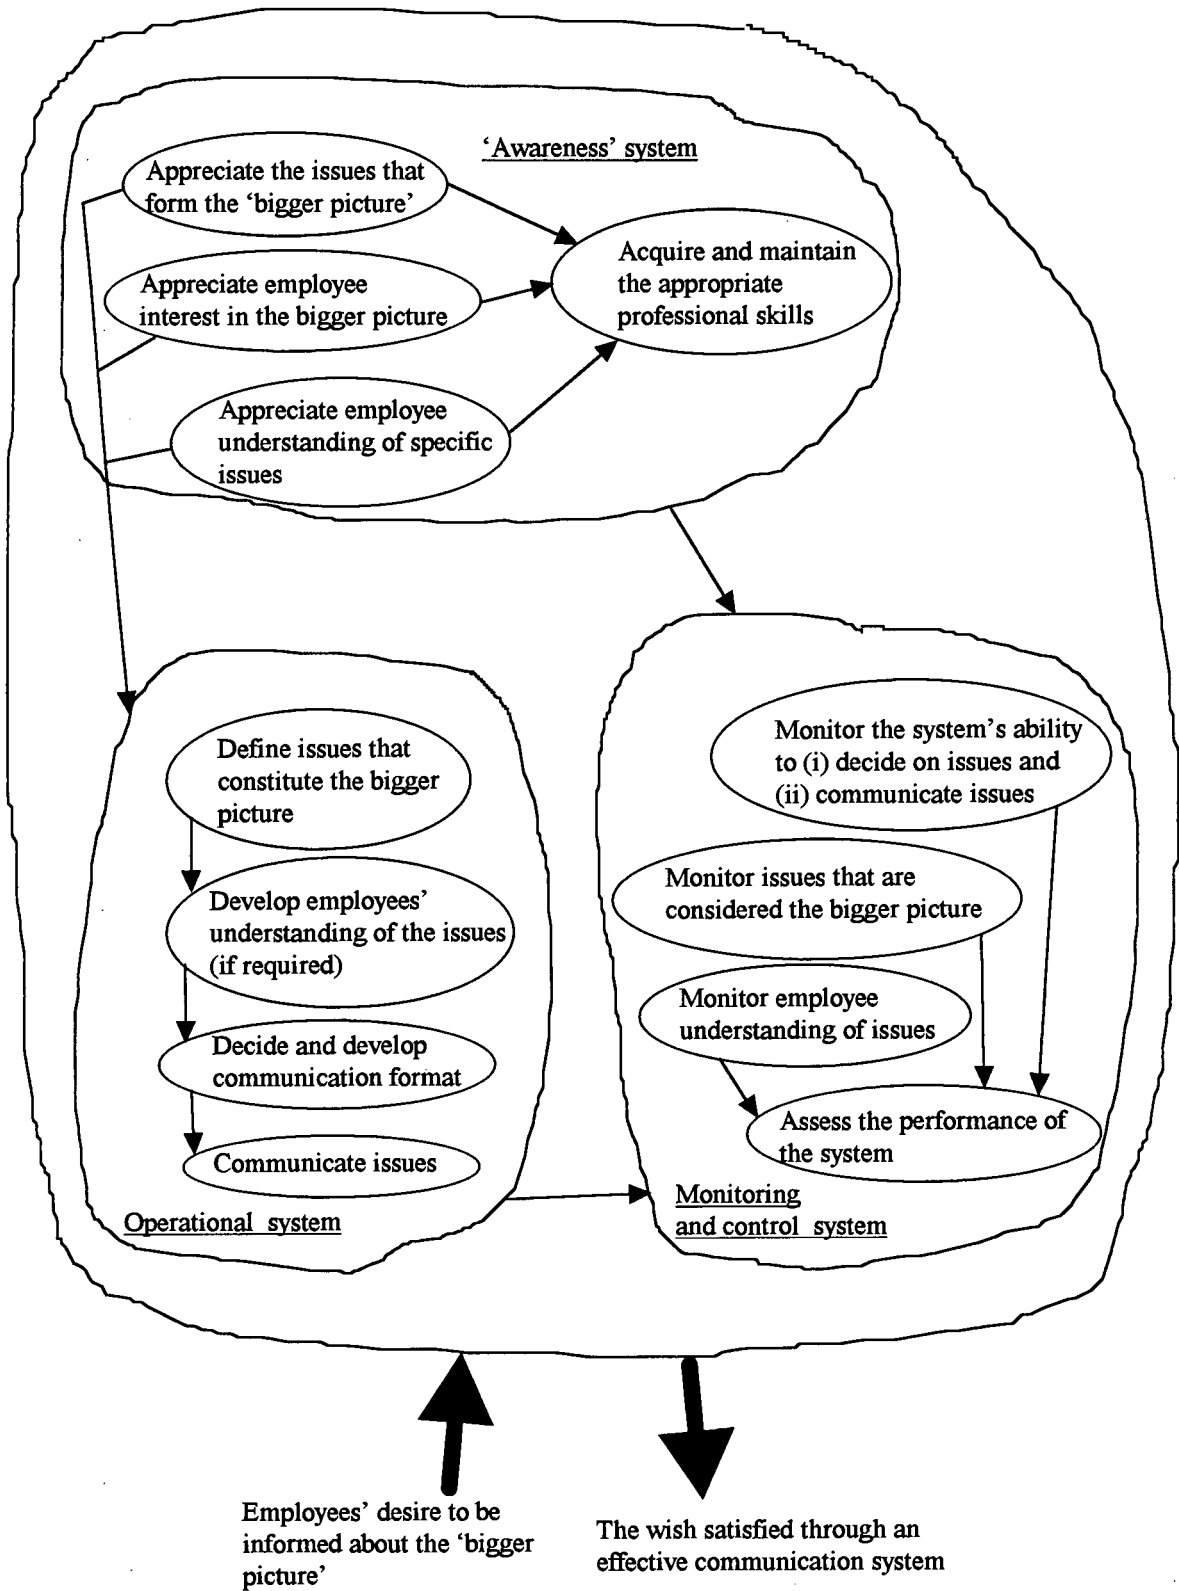 ‘Awareness’ system
Appreciate the issues that
form the ‘bigger picture’
Appreciate employee
interest in the bigger picture
Appreciate employee
understanding of specific
issues
Acquire and maintain
the appropriate
professional skills
Define issues that
constitute the bigger
picture
Develop employees’
understanding of the issues
(if required)
Decide and develop
communication format
Communicate issues
Operational system
Monitor the system’s ability
to (i) decide on issues and
(ii) communicate issues
Monitor issues that are
considered the bigger picture
Monitor employee
understanding of issues
Assess the performance of
the system
Monitoring
and control system
Employees’ desire to be
informed about the ‘bigger
picture’
The wish satisfied through an
effective communication system